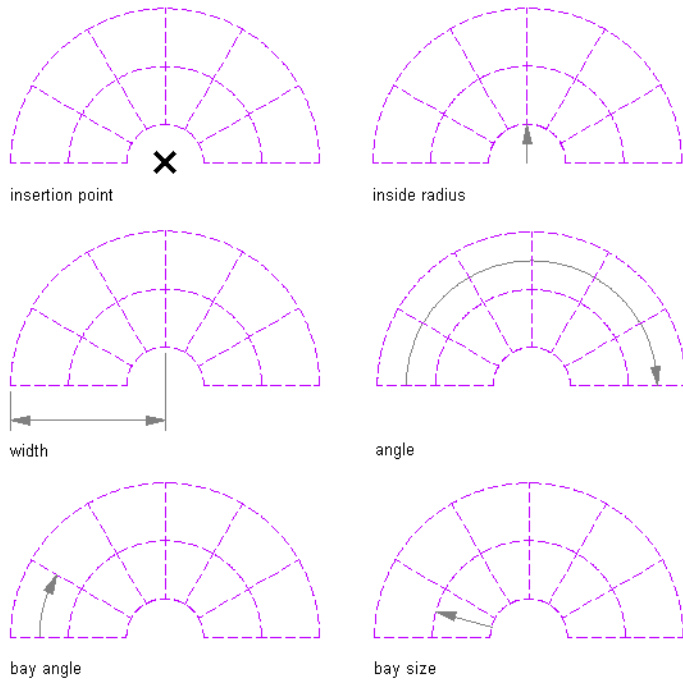 insertion point
inside radius
width
angle
bay angle
bay size